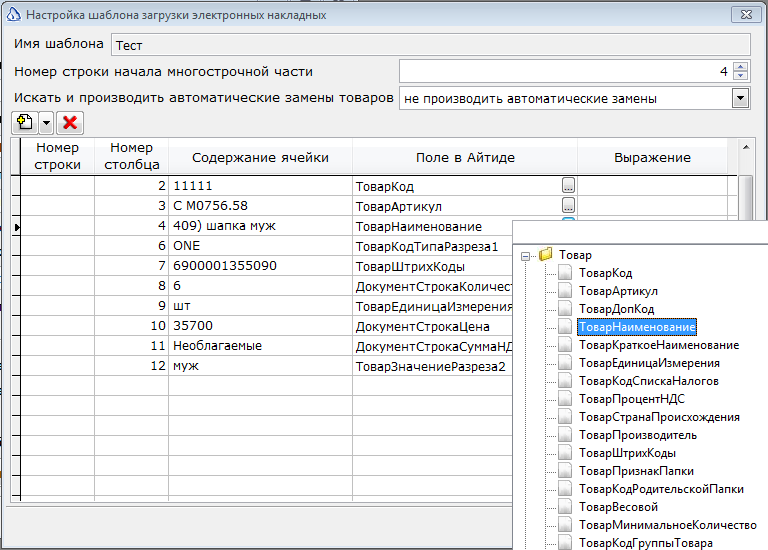 Настройка шаблона загрузки электронных накладных
Имя шаблона Тест
Номер строки начала многострочной части 4
Искать и производить автоматические замены товаров не производить автоматические замены
Номер строки Номер столбца Содержание ячейки Поле в Айтиде Выражение
2 11111 ТоварКод ...
3 С М0756.58 ТоварАртикул ...
4 409) шапка муж ТоварНаименование
6 ONE ТоварКодТипаРазреза1
7 6900001355090 ТоварШтрихКоды
8 6 ДокументСтрокаКоличест
9 шт ТоварЕдиницаИзмерения
10 35700 ДокументСтрокаЦена
11 Необлагаемые ДокументСтрокаСуммаНД
12 муж ТоварЗначениеРазреза2
Товар
ТоварКод
ТоварАртикул
ТоварДопКод
ТоварНаименование
ТоварКраткоеНаименование
ТоварЕдиницаИзмерения
ТоварКодСпискаНалогов
ТоварПроцентНДС
ТоварСтранаПроисхождения
ТоварПроизводитель
ТоварШтрихКоды
ТоварПризнакПапки
ТоварКодРодительскойПапки
ТоварВесовой
ТоварМинимальноеКоличество
ТоварКодГруппыТовара